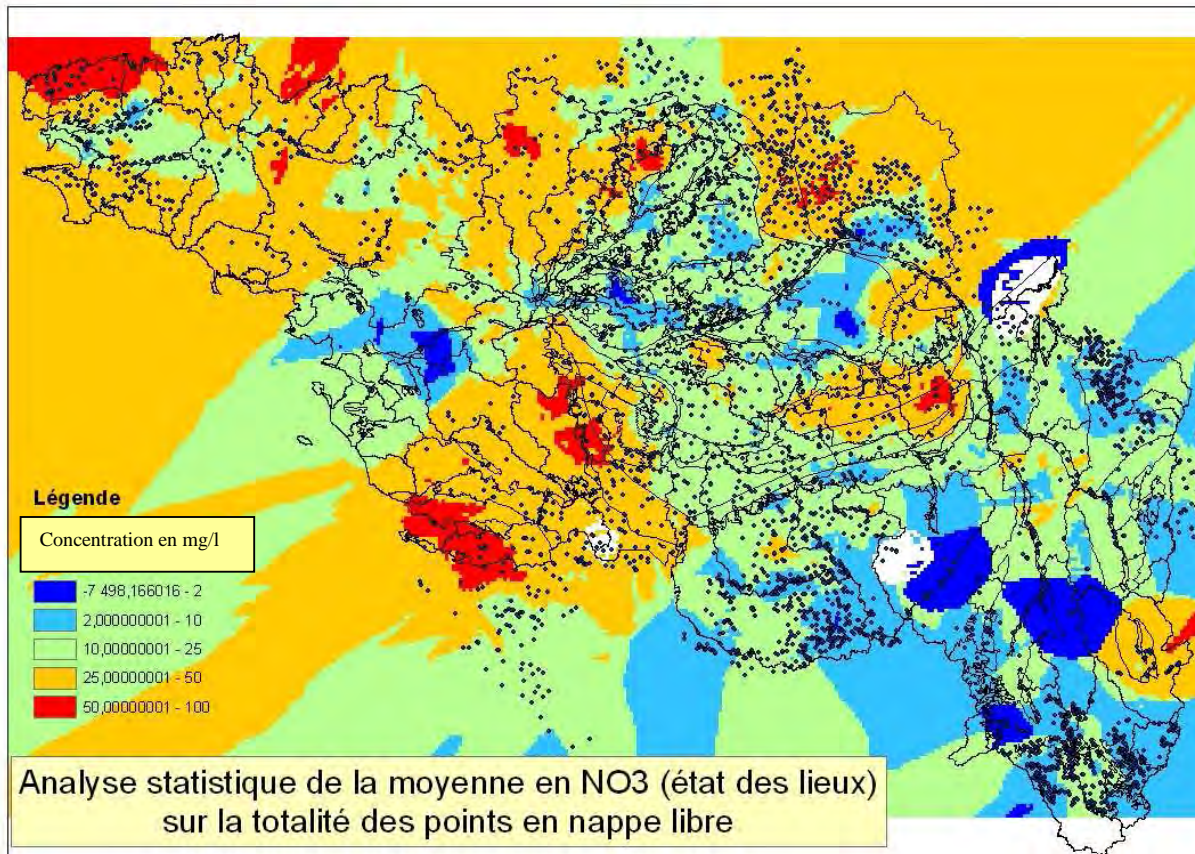 Légende
Concentration en mg/l
-7 498,166016 - 2
2,000000001 - 10
10,00000001 - 25
25,00000001 - 50
50,00000001 - 100
Analyse statistique de la moyenne en NO3 (état des lieux)
sur la totalité des points en nappe libre